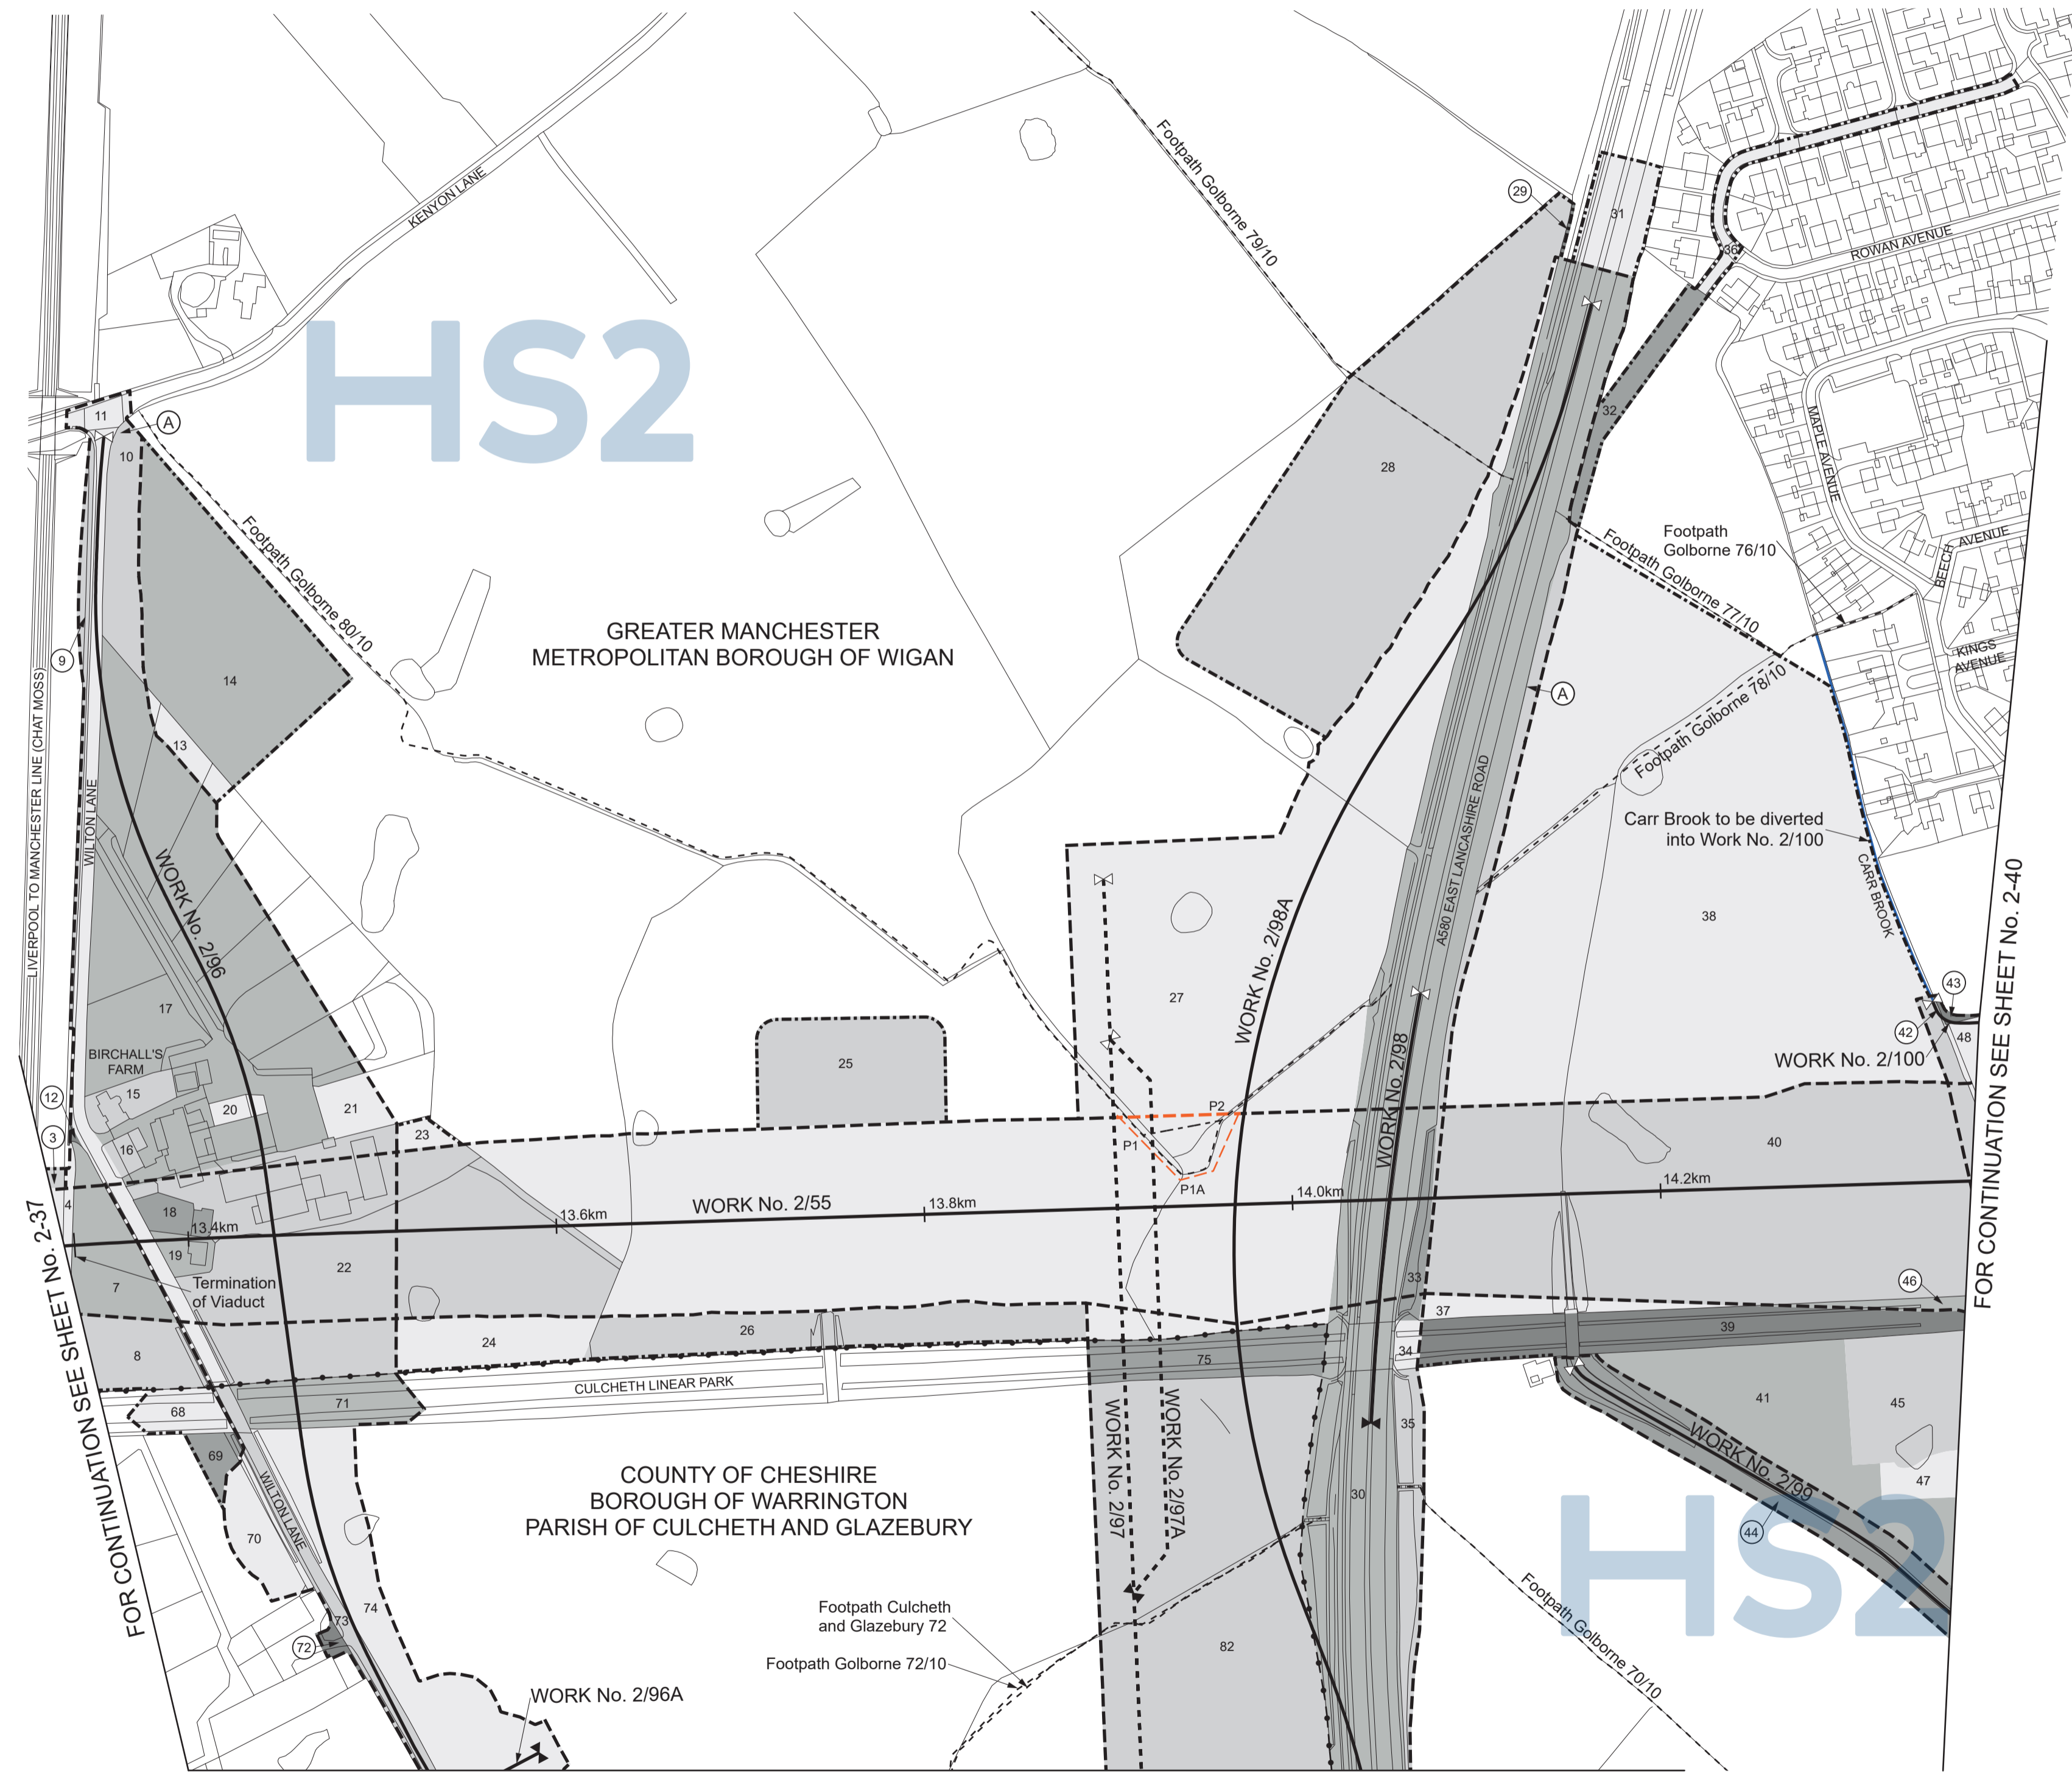 31
29
36
ROWAN AVENUE
KENYON LANE
Footpath Golborne 79/10
HS2
11
A
10
32
MAPLE AVENUE
28
Footpath Golborne 80/10
Footpath
Golborne 76/10
Footpath Golborne 77/10
BEECH
AVENUE
GREATER MANCHESTER
METROPOLITAN BOROUGH OF WIGAN
9
14
KINGS
AVENUE
A
Footpath Golborne 78/10
13
LIVERPOOL TO MANCHESTER LINE (CHAT MOSS)
WILTON LANE
A580 EAST LANCASHIRE ROAD
Carr Brook to be diverted
into Work No. 2/100
CARR BROOK
WORK No. 2/96
38
WORK No. 2/98A
27
17
43
42
48
WORK No. 2/100
FOR CONTINUATION SEE SHEET No. 2-40
BIRCHALL'S
FARM
25
12
15
20
21
WORK No. 2/98
P2
3
16
23
P1
40
P1A
4
18
13.4km
13.6km
WORK No. 2/55
13.8km
14.0km
14.2km
19
22
7
Termination
of Viaduct
33
46
37
8
24
26
39
75
34
CULCHETH LINEAR PARK
FOR CONTINUATION SEE SHEET No. 2-37
68
71
41
45
35
69
WORK No. 2/97
WORK No. 2/97A
WORK No. 2/99
COUNTY OF CHESHIRE
BOROUGH OF WARRINGTON
PARISH OF CULCHETH AND GLAZEBURY
47
30
44
HS2
WILTON LANE
70
74
73
72
Footpath Culcheth
and Glazebury 72
Footpath Golborne 72/10
82
Footpath Golborne 70/10
WORK No. 2/96A